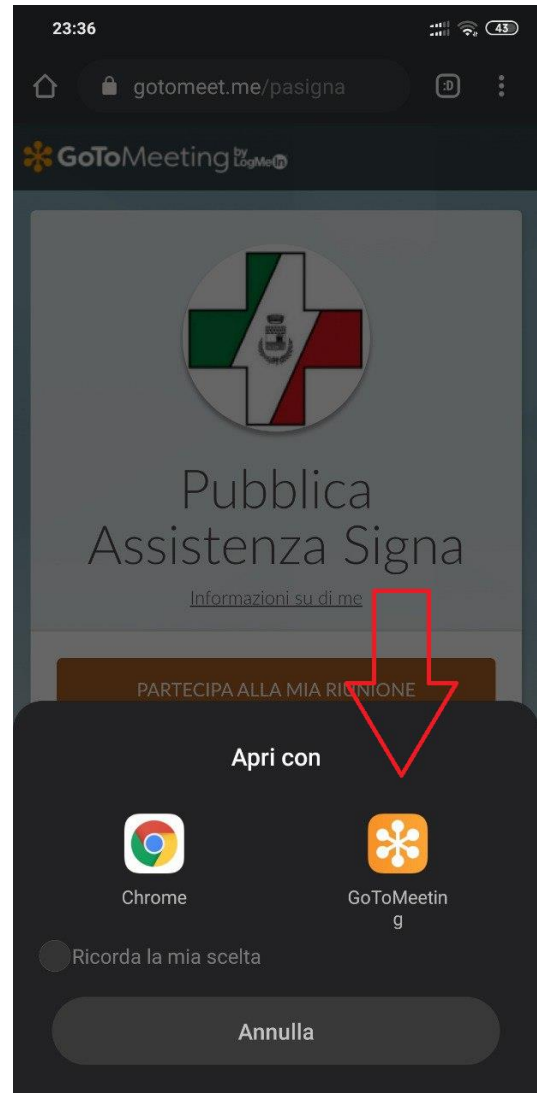 23:36
43
gotomeet.me/pasigna
:D
GoToMeeting by LogMeIn
Pubblica
Assistenza Signa
Informazioni su di me
PARTECIPA ALLA MIA RIUNIONE
Apri con
Chrome
GoToMeetin
g
Ricorda la mia scelta
Annulla